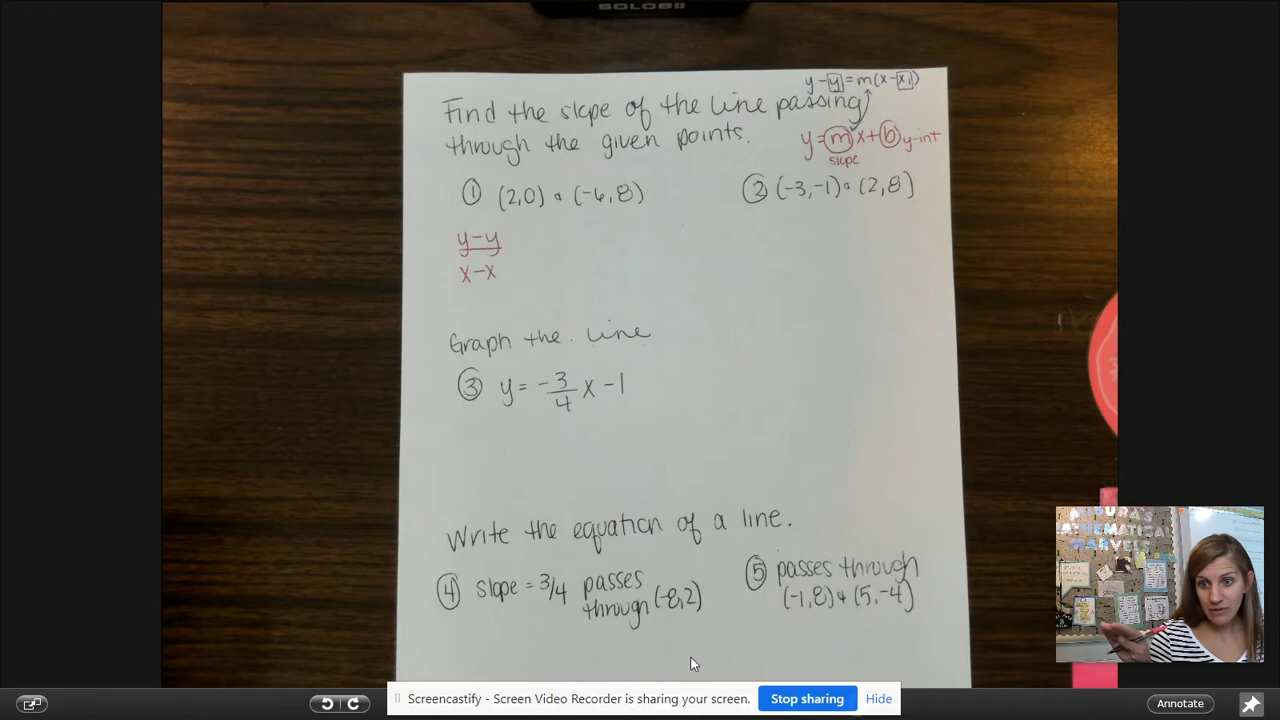 SOLOBII
y-y=m(x-x)
Find the slope of the line passing
through the given points.
y=mx+b y-int
slope
① (2,0) & (-6,8)
② (-3,-1) & (2,8)
y-y
x-x
Graph the line
③ y = -3/4 x -1
Write the equation of a line.
④ slope = 3/4 passes
through (-8,2)
⑤ passes through
(-1,8) & (5,-4)
MATHEMATICAL
MARVELS
Screencastify - Screen Video Recorder is sharing your screen.
Stop sharing
Hide
Annotate